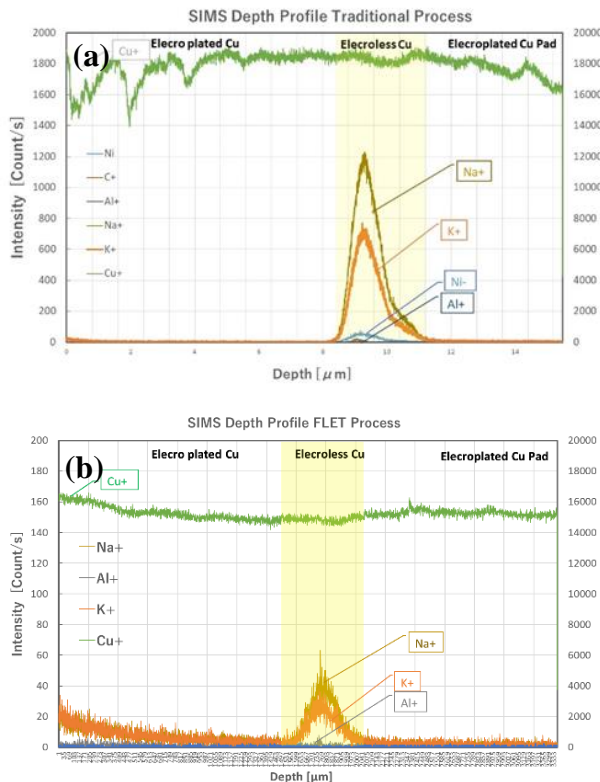 SIMS Depth Profile Traditional Process
(a)
Elecro plated Cu Elecroless Cu Elecroplated Cu Pad
Cu+
2000 20000
1800 18000
1600 16000
1400 14000
1200 12000
1000 10000
800 8000
600 6000
400 4000
200 2000
0 0
Intensity [Count/s]
Ni
C+
Al+
Na+
K+
Cu+
Na+
K+
Ni-
Al+
0 2 4 6 8 10 12 14
Depth [μm]
SIMS Depth Profile FLET Process
(b)
Elecro plated Cu Elecroless Cu Elecroplated Cu Pad
Cu+
200 20000
180 18000
160 16000
140 14000
120 12000
100 10000
80 8000
60 6000
40 4000
20 2000
0 0
Intensity [Count/s]
Na+
Al+
K+
Cu+
Na+
K+
Al+
Depth [μm]